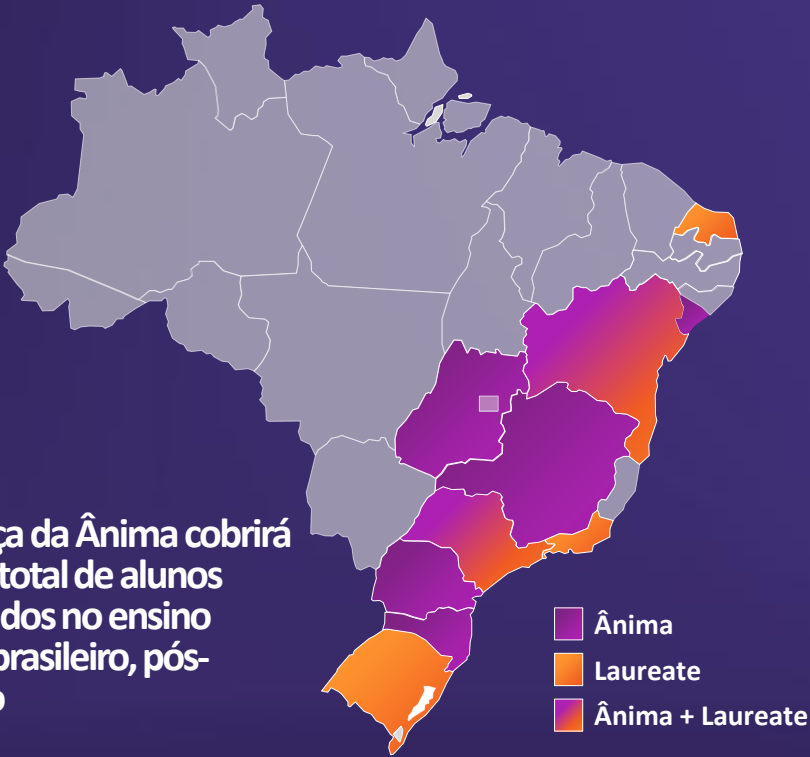 ça da Ânima cobrirá
total de alunos
dos no ensino
brasileiro, pós-
o
Ânima
Laureate
Ânima + Laureate